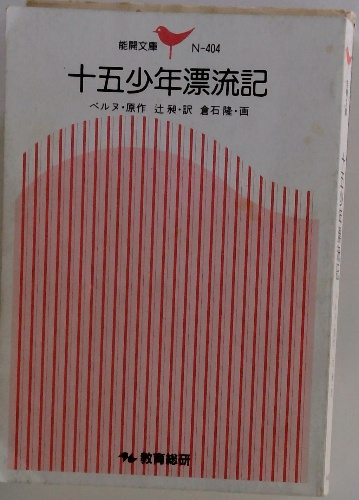 能開文庫 N-404
十五少年漂流記
ベルヌ・原作 辻 昶・訳 倉石 隆・画
教育総研